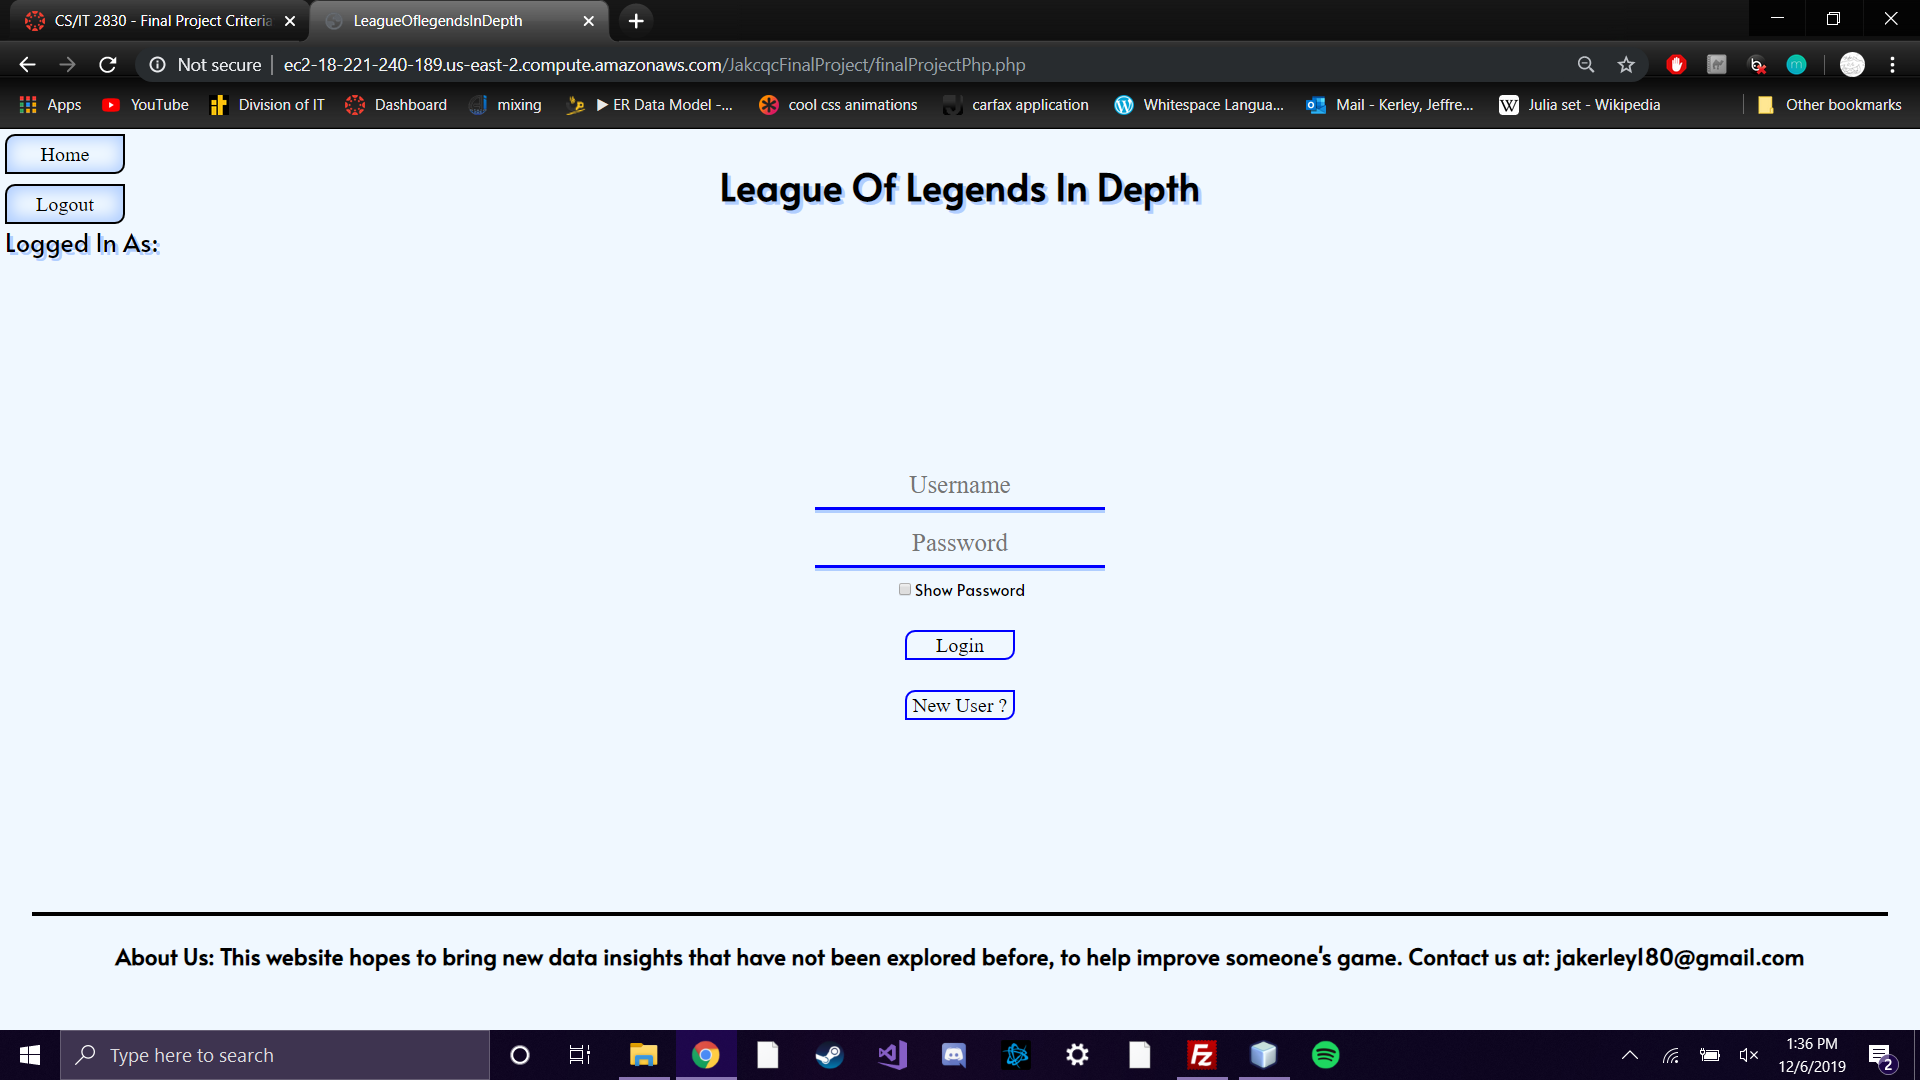 CS/IT 2830 - Final Project Criteria
LeagueOflegendsInDepth
Not secure | ec2-18-221-240-189.us-east-2.compute.amazonaws.com/JakcqcFinalProject/finalProjectPhp.php
Apps YouTube Division of IT Dashboard mixing ▶ ER Data Model -... cool css animations carfax application Whitespace Langua... Mail - Kerley, Jeffre... Julia set - Wikipedia Other bookmarks
Home
League Of Legends In Depth
Logout
Logged In As:
Username
Password
Show Password
Login
New User ?
About Us: This website hopes to bring new data insights that have not been explored before, to help improve someone's game. Contact us at: jakerley180@gmail.com
Type here to search
1:36 PM
12/6/2019
2